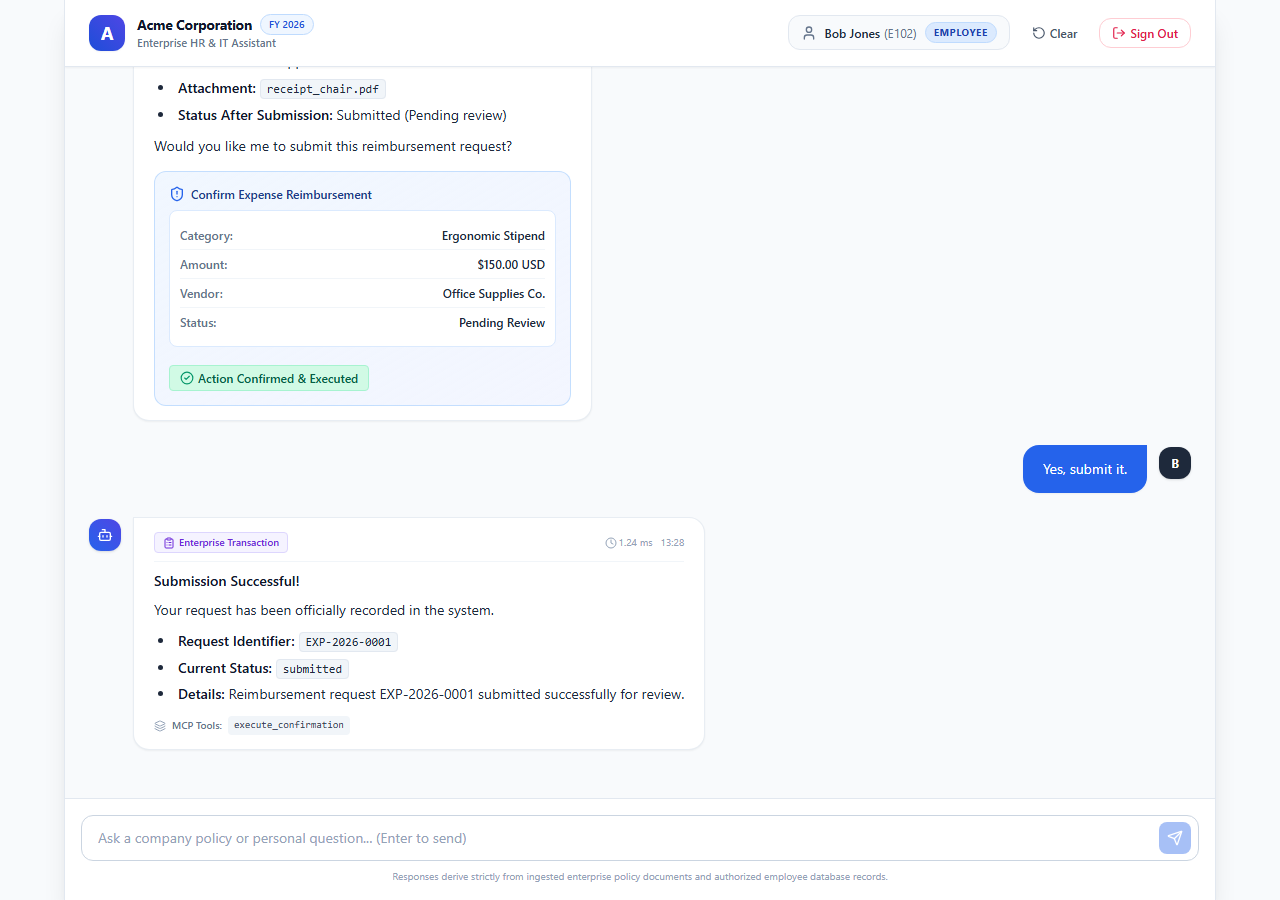 A
Acme Corporation
FY 2026
Enterprise HR & IT Assistant
Bob Jones (E102)
EMPLOYEE
Clear
Sign Out
Attachment: receipt_chair.pdf
Status After Submission: Submitted (Pending review)
Would you like me to submit this reimbursement request?
Confirm Expense Reimbursement
Category: Ergonomic Stipend
Amount: $150.00 USD
Vendor: Office Supplies Co.
Status: Pending Review
Action Confirmed & Executed
Yes, submit it.
B
Enterprise Transaction
1.24 ms 13:28
Submission Successful!
Your request has been officially recorded in the system.
Request Identifier: EXP-2026-0001
Current Status: submitted
Details: Reimbursement request EXP-2026-0001 submitted successfully for review.
MCP Tools: execute_confirmation
Ask a company policy or personal question... (Enter to send)
Responses derive strictly from ingested enterprise policy documents and authorized employee database records.